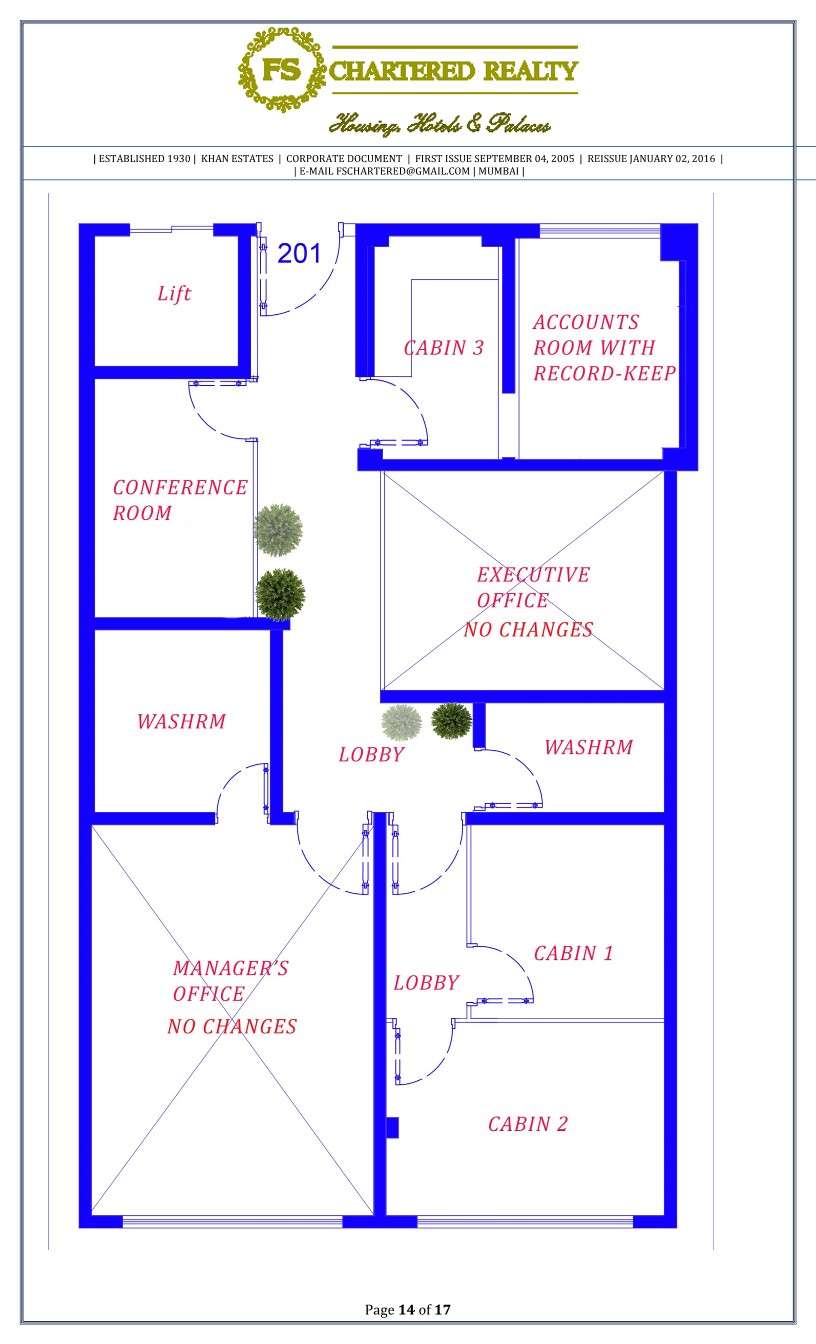 FS
CHARTERED REALTY
Housing, Hotels & Palaces
| ESTABLISHED 1930 | KHAN ESTATES | CORPORATE DOCUMENT | FIRST ISSUE SEPTEMBER 04, 2005 | REISSUE JANUARY 02, 2016 |
| E-MAIL FSCHARTERED@GMAIL.COM | MUMBAI |
201
Lift
CABIN 3
ACCOUNTS
ROOM WITH
RECORD-KEEP
CONFERENCE
ROOM
EXECUTIVE
OFFICE
NO CHANGES
WASHRM
LOBBY
WASHRM
MANAGER'S
OFFICE
NO CHANGES
LOBBY
CABIN 1
CABIN 2
Page 14 of 17